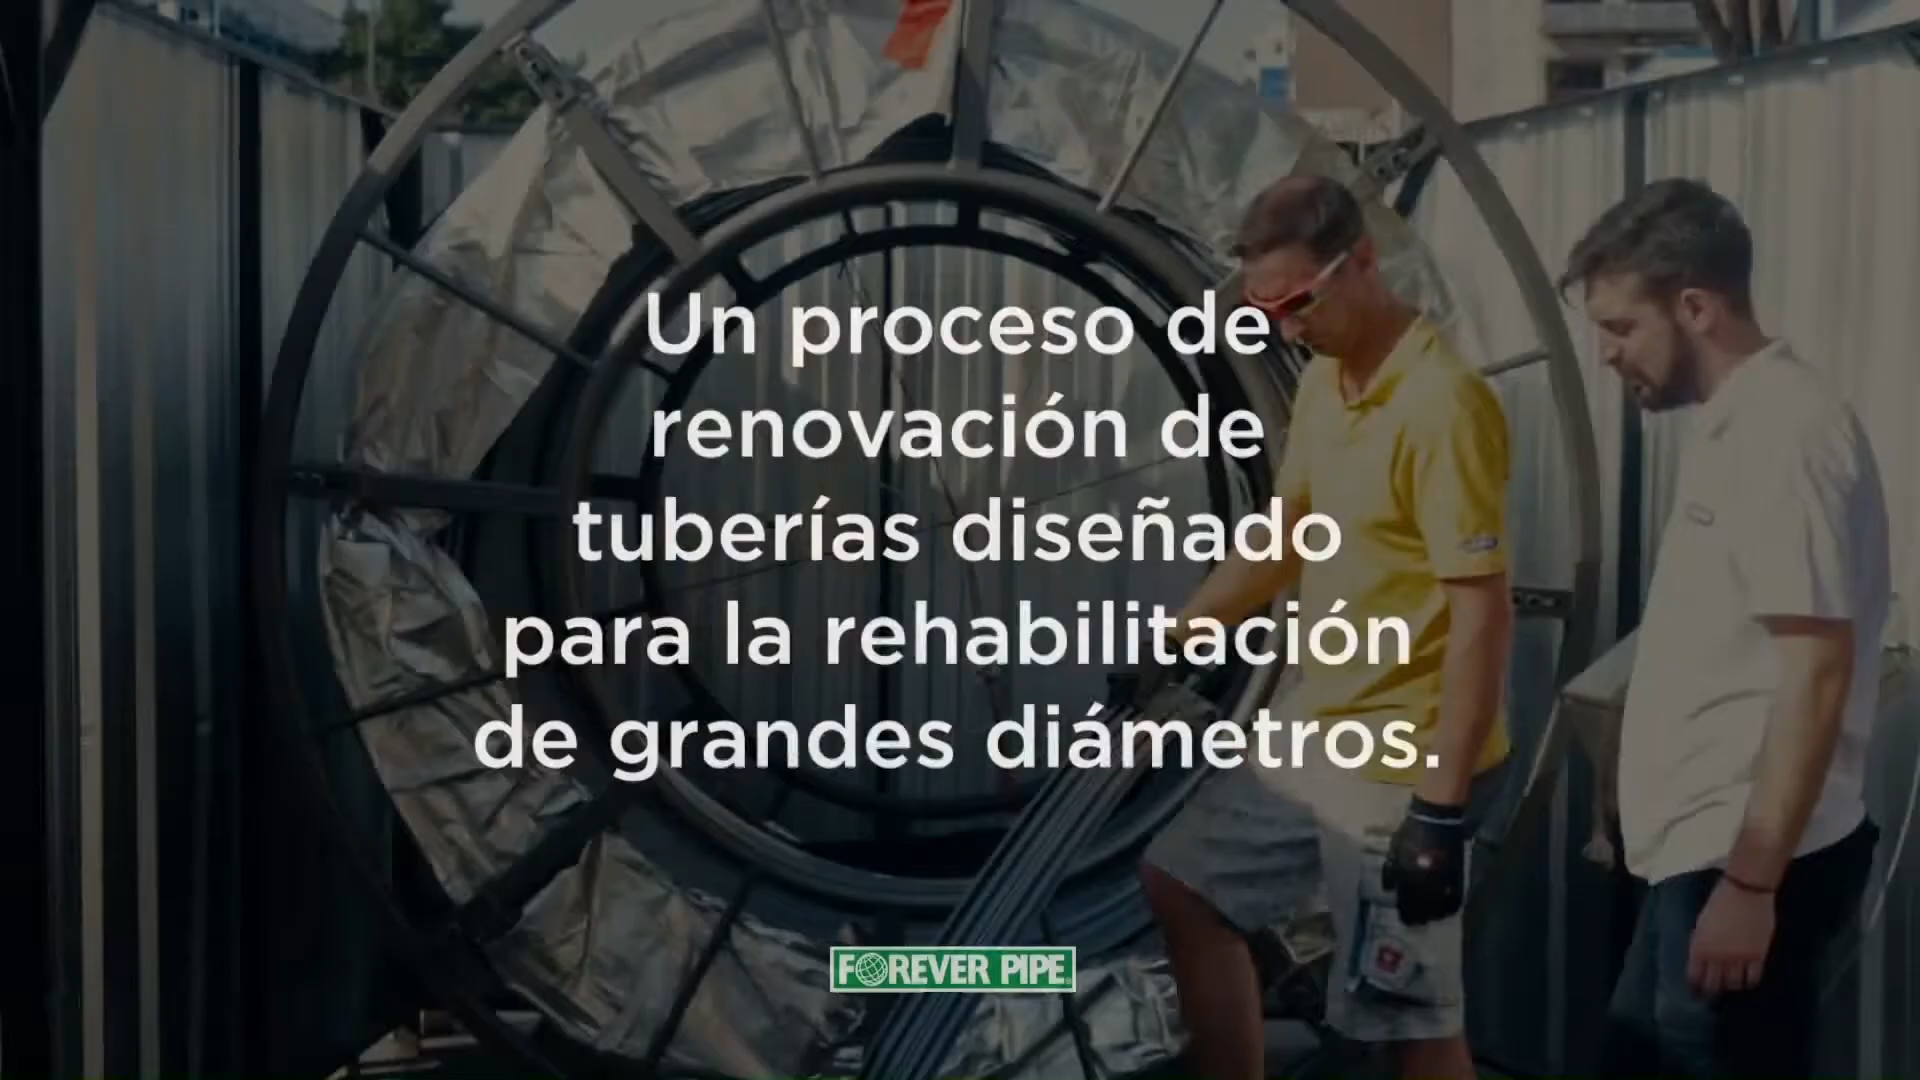 Un proceso de
renovación de
tuberías diseñado
para la rehabilitación
de grandes diámetros.
FOREVER PIPE